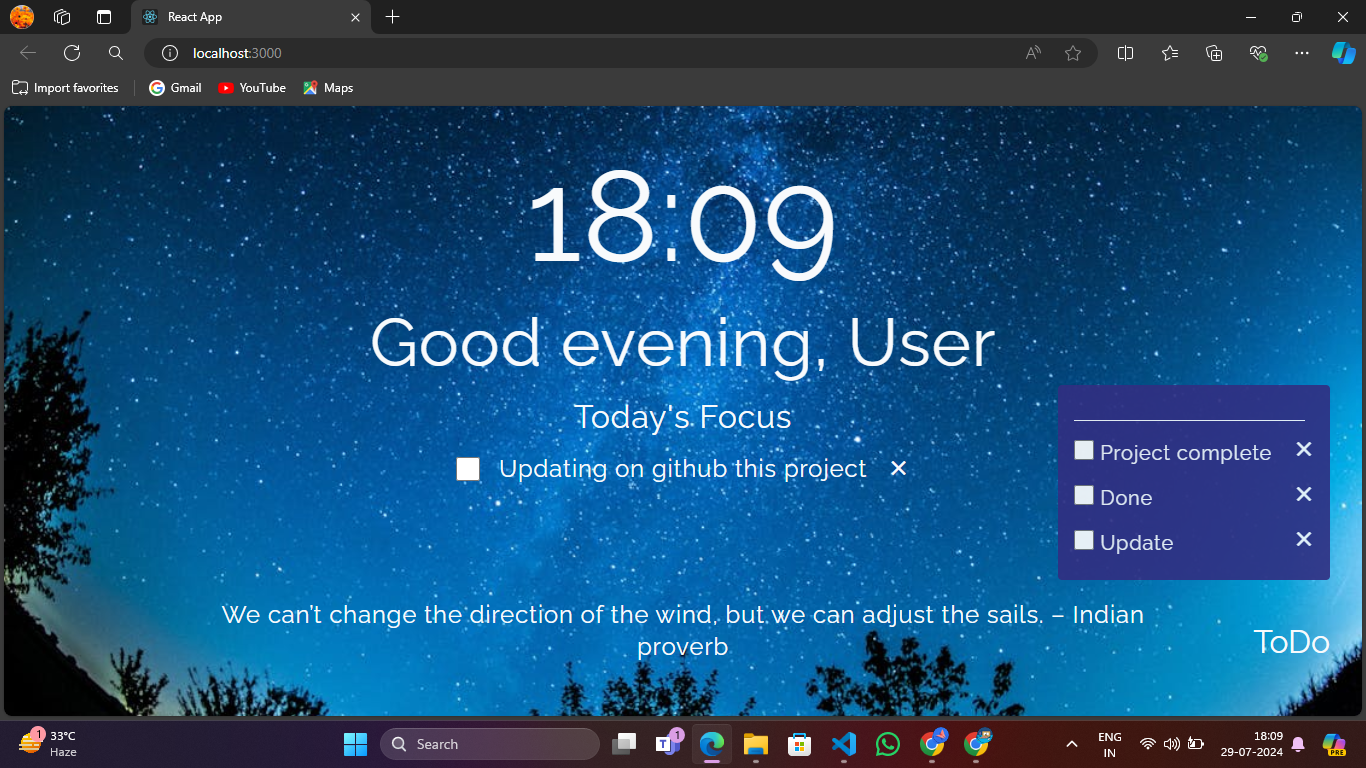 React App
localhost:3000
Import favorites
Gmail
YouTube
Maps
18:09
Good evening, User
Today's Focus
Updating on github this project
Project complete
Done
Update
We can’t change the direction of the wind, but we can adjust the sails. – Indian
proverb
ToDo
1
33°C
Haze
Search
1
ENG
IN
18:09
29-07-2024
PRE